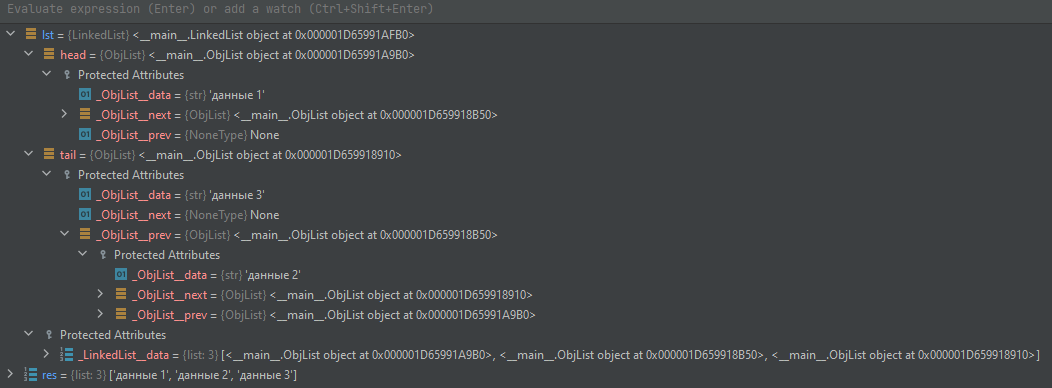 Evaluate expression (Enter) or add a watch (Ctrl+Shift+Enter)
lst = {LinkedList} <__main__.LinkedList object at 0x000001D65991AFB0>
head = {ObjList} <__main__.ObjList object at 0x000001D65991A9B0>
Protected Attributes
01 _ObjList__data = {str} 'данные 1'
_ObjList__next = {ObjList} <__main__.ObjList object at 0x000001D659918B50>
01 _ObjList__prev = {NoneType} None
tail = {ObjList} <__main__.ObjList object at 0x000001D659918910>
Protected Attributes
01 _ObjList__data = {str} 'данные 3'
01 _ObjList__next = {NoneType} None
_ObjList__prev = {ObjList} <__main__.ObjList object at 0x000001D659918B50>
Protected Attributes
01 _ObjList__data = {str} 'данные 2'
_ObjList__next = {ObjList} <__main__.ObjList object at 0x000001D659918910>
_ObjList__prev = {ObjList} <__main__.ObjList object at 0x000001D65991A9B0>
Protected Attributes
_LinkedList__data = {list: 3} [<__main__.ObjList object at 0x000001D65991A9B0>, <__main__.ObjList object at 0x000001D659918B50>, <__main__.ObjList object at 0x000001D659918910>]
res = {list: 3} ['данные 1', 'данные 2', 'данные 3']